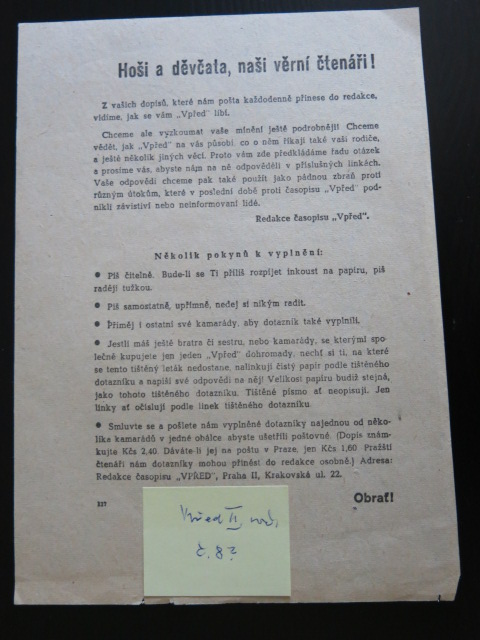 Hoši a děvčata, naši věrní čtenáři!
Z vašich dopisů, které nám pošta každodenně přinese do redakce,
vidíme, jak se vám „Vpřed" líbí.
Chceme ale vyzkoumat vaše mínění ještě podrobněji! Chceme
vědět, jak „Vpřed" na vás působí, co o něm říkají také vaši rodiče,
a ještě několik jiných věcí. Proto vám zde předkládáme řadu otázek
a prosíme vás, abyste nám na ně odpověděli v příslušných linkách.
Vaše odpovědi chceme pak také použít jako pádnou zbraň proti
různým útokům, které v poslední době proti časopisu „Vpřed" pod-
nikli závistiví nebo neinformovaní lidé.
Redakce časopisu „Vpřed".
Několik pokynů k vyplnění:
● Piš čitelně. Bude-li se Ti příliš rozpíjet inkoust na papíru, piš
raději tužkou.
● Piš samostatně, upřímně, nedej si nikým radit.
● Přiměj i ostatní své kamarády, aby dotazník také vyplnili.
● Jestli máš ještě bratra či sestru, nebo kamarády, se kterými spo-
lečně kupujete jen jeden „Vpřed" dohromady, nechť si ti, na které
se tento tištěný leták nedostane, nalinkují čistý papír podle tištěného
dotazníku a napíší své odpovědi na něj! Velikost papíru budiž stejná,
jako tohoto tištěného dotazníku. Tištěné písmo ať neopisují. Jen
linky ať očíslují podle linek tištěného dotazníku.
● Smluvte se a pošlete nám vyplněné dotazníky najednou od něko-
lika kamarádů v jedné obálce abyste ušetřili poštovné. (Dopis znám-
kujte Kčs 2,40. Dáváte-li jej na poštu v Praze, jen Kčs 1,60 Pražští
čtenáři nám dotazníky mohou přinést do redakce osobně.) Adresa:
Redakce časopisu „VPŘED", Praha II, Krakovská ul. 22.
237
Obrať!
Vpřed II. roč.
č. 8?